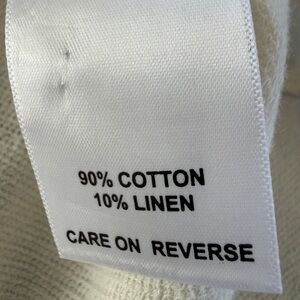 90% COTTON
10% LINEN
CARE ON REVERSE